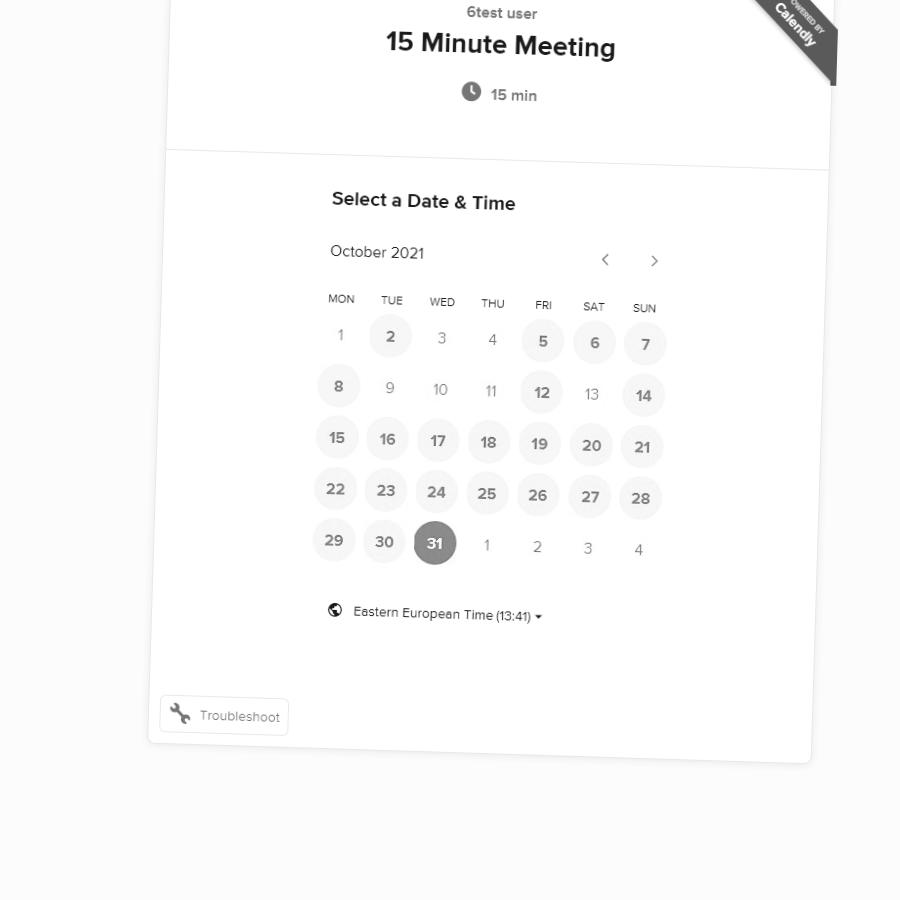 6test user
15 Minute Meeting
15 min
POWERED BY
Calendly
Select a Date & Time
October 2021
MON TUE WED THU FRI SAT SUN
1 2 3 4 5 6 7
8 9 10 11 12 13 14
15 16 17 18 19 20 21
22 23 24 25 26 27 28
29 30 31 1 2 3 4
Eastern European Time (13:41)
Troubleshoot